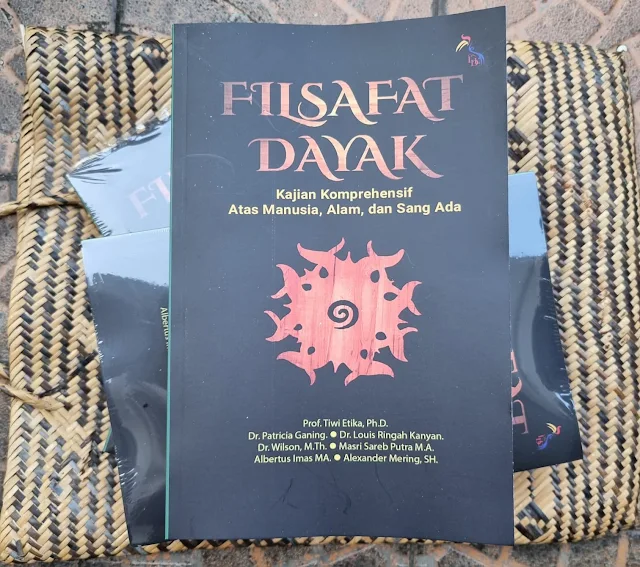 FILSAFAT
DAYAK
Kajian Komprehensif
Atas Manusia, Alam, dan Sang Ada
Prof. Tiwi Etika, Ph.D.
Dr. Patricia Ganing. ● Dr. Louis Ringah Kanyan.
Dr. Wilson, M.Th. ● Masri Sareb Putra M.A.
Albertus Imas MA. ● Alexander Mering, SH.